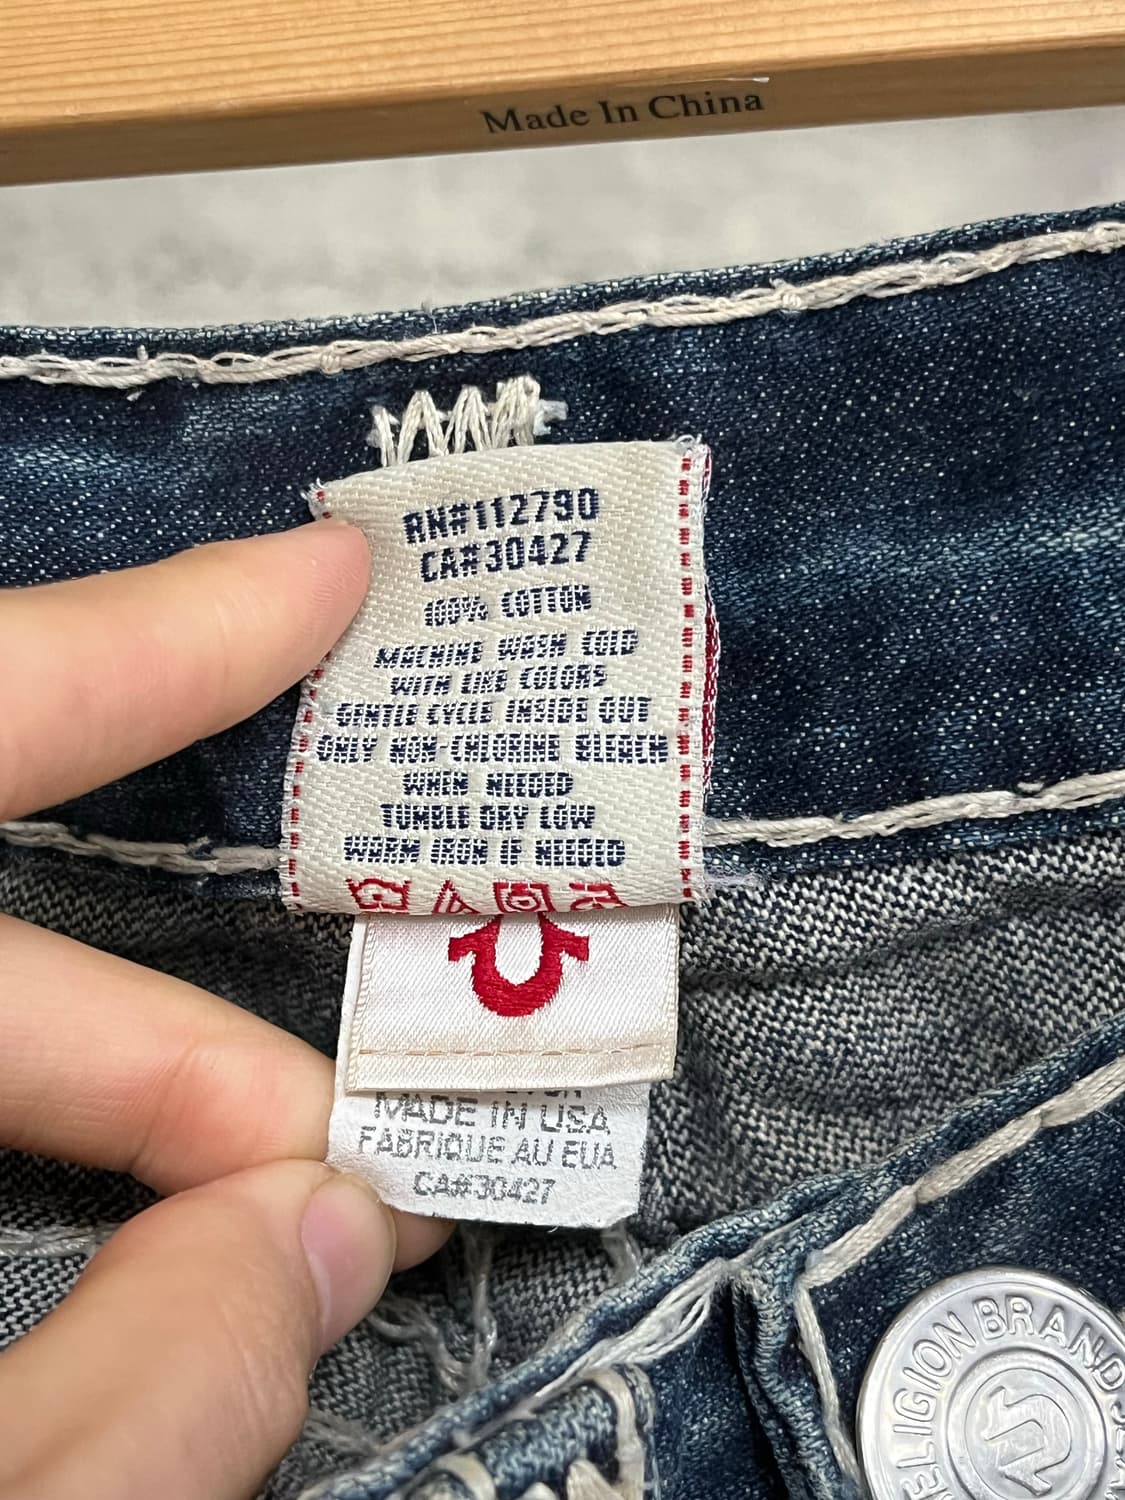 Made In China
RN#112790
CA#30427
100% COTTON
MACHINE WASH COLD
WITH LIKE COLORS
GENTLE CYCLE INSIDE OUT
ONLY NON-CHLORINE BLEACH
WHEN NEEDED
TUMBLE DRY LOW
WARM IRON IF NEEDED
MADE IN USA
FABRIQUE AU EUA
CA#30427
RELIGION BRAND